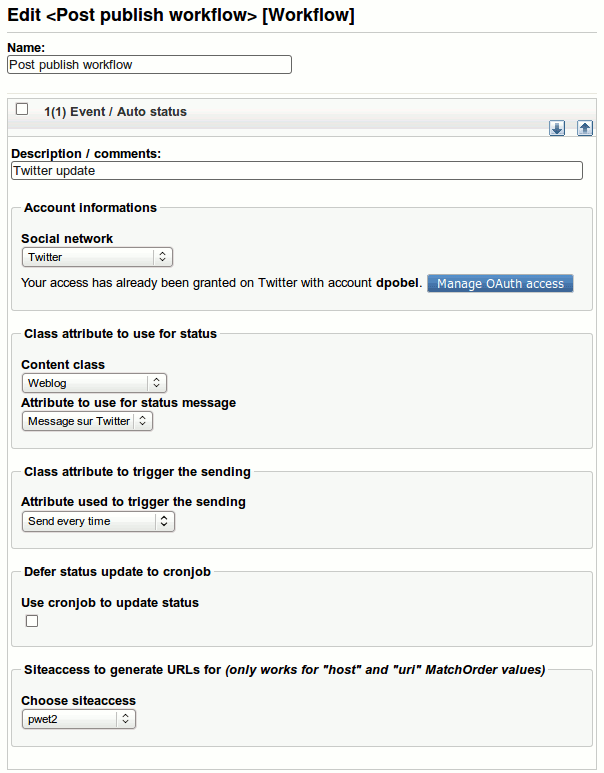 Edit <Post publish workflow> [Workflow]
Name:
Post publish workflow
1(1) Event / Auto status
Description / comments:
Twitter update
Account informations
Social network
Twitter
Your access has already been granted on Twitter with account dpobel. Manage OAuth access
Class attribute to use for status
Content class
Weblog
Attribute to use for status message
Message sur Twitter
Class attribute to trigger the sending
Attribute used to trigger the sending
Send every time
Defer status update to cronjob
Use cronjob to update status
Siteaccess to generate URLs for (only works for "host" and "uri" MatchOrder values)
Choose siteaccess
pwet2